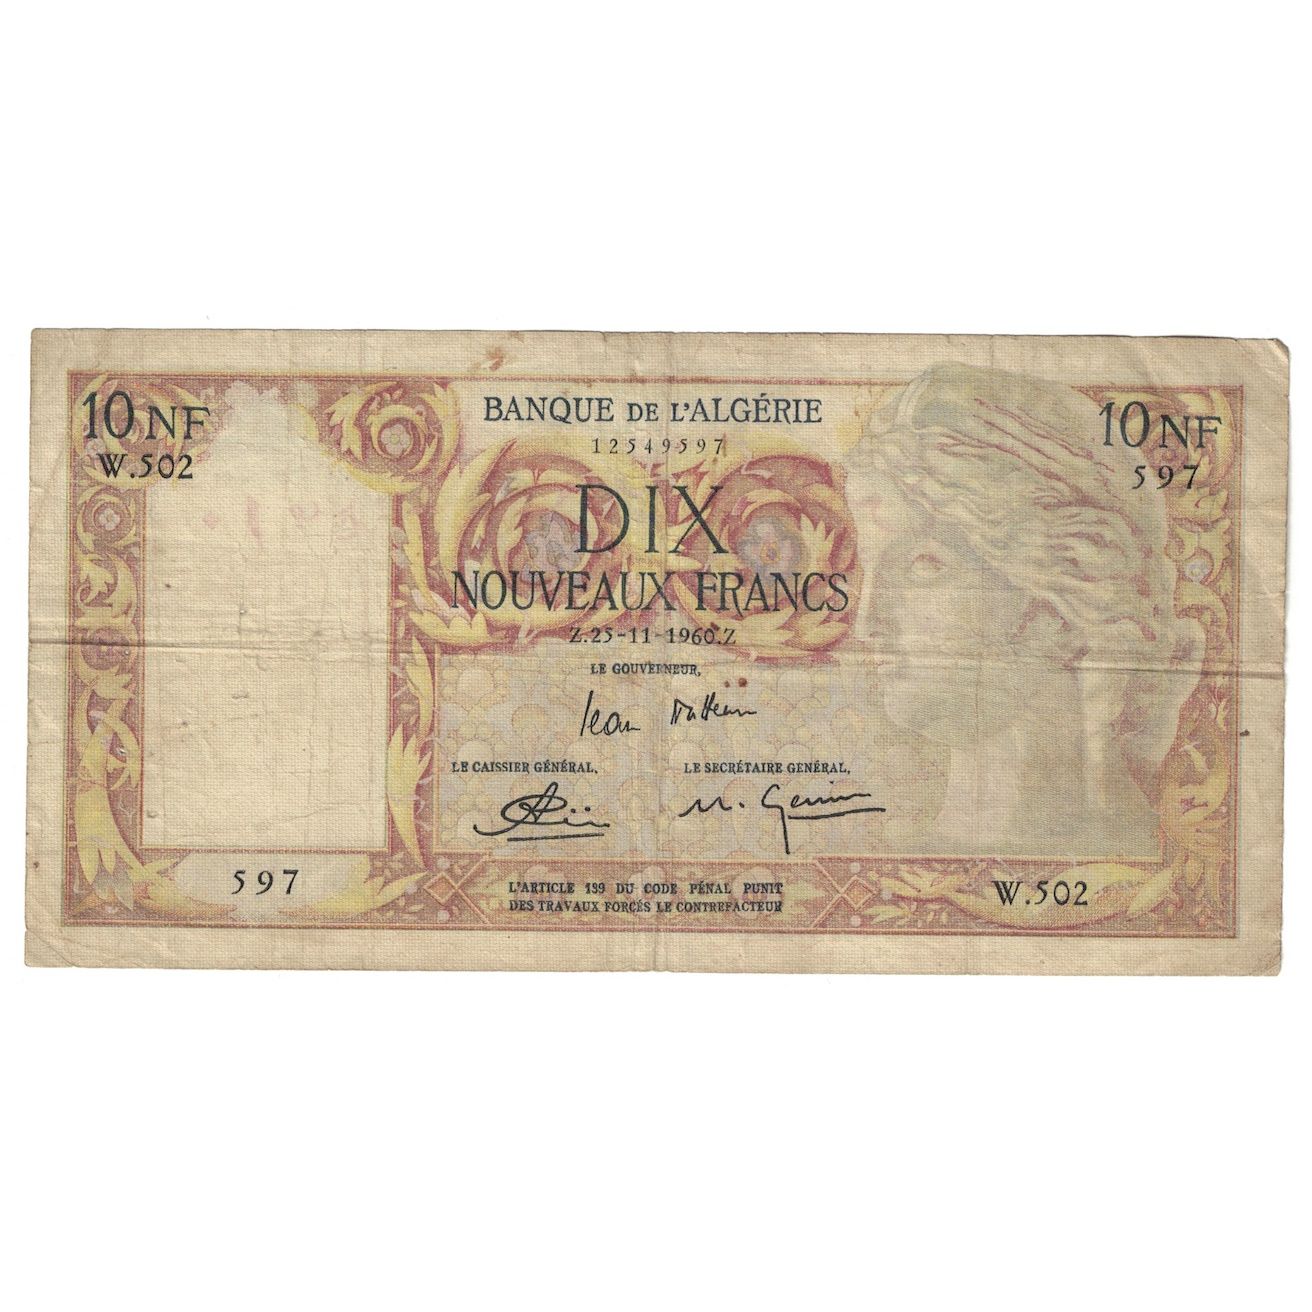 10 NF
W.502
BANQUE DE L'ALGÉRIE
12549597
10 NF
597
DIX
NOUVEAUX FRANCS
Z.25-11-1960.Z
LE GOUVERNEUR,
LE CAISSIER GÉNÉRAL,
LE SECRÉTAIRE GÉNÉRAL,
597
L'ARTICLE 139 DU CODE PÉNAL PUNIT
DES TRAVAUX FORCÉS LE CONTREFACTEUR
W.502